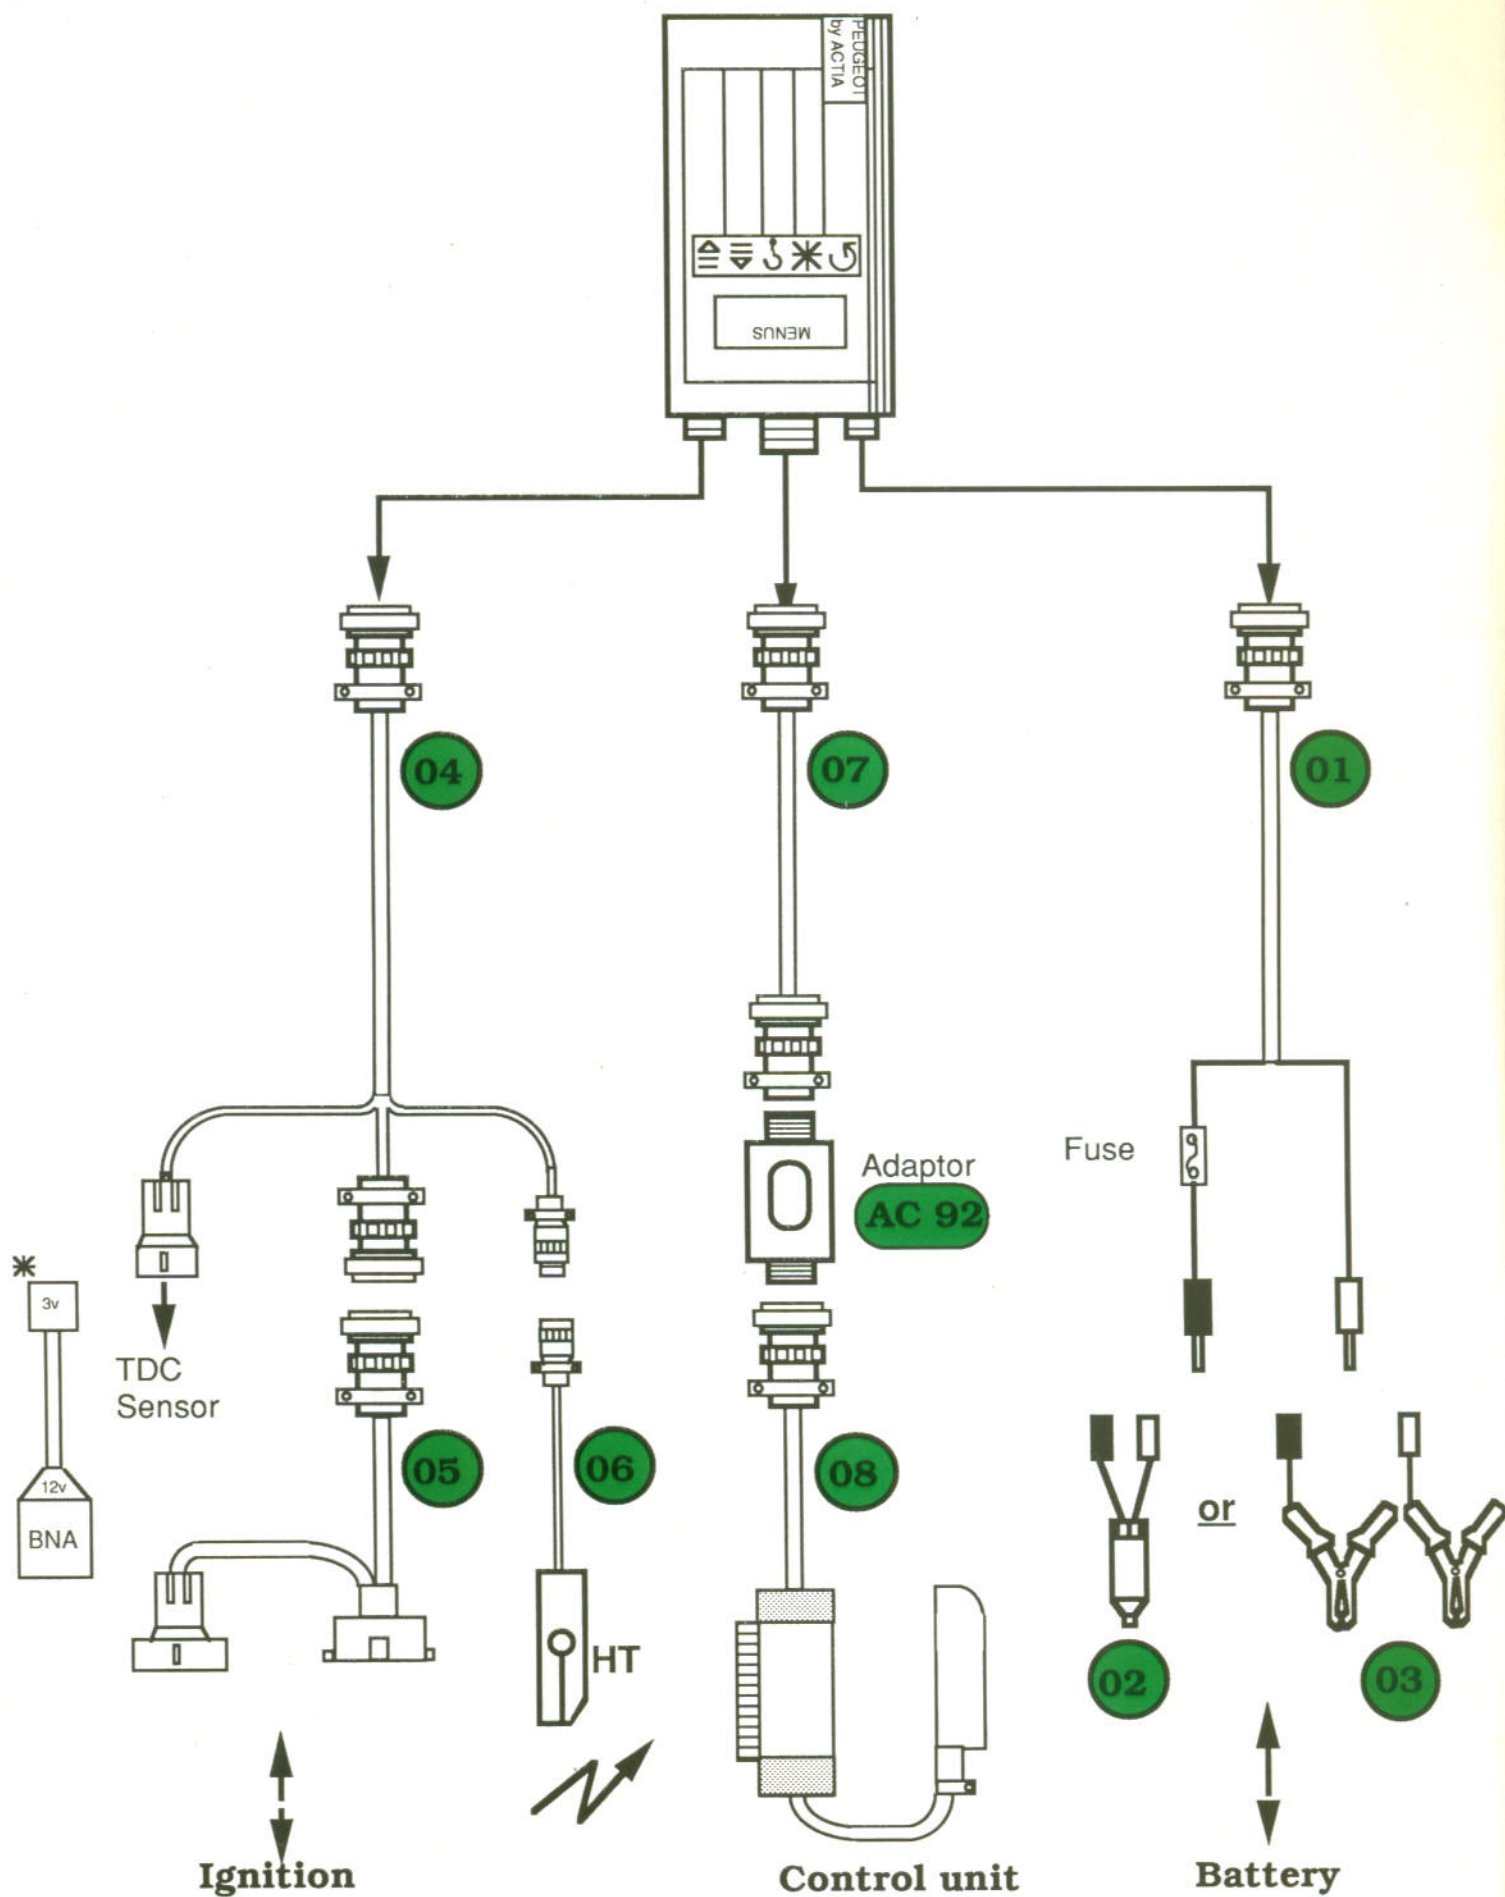 PEUGEOT
by ACTIA
MENUS
04
07
01
Adaptor
AC 92
Fuse
3v
TDC
Sensor
12v
BNA
05
06
08
or
HT
02
03
Ignition
Control unit
Battery